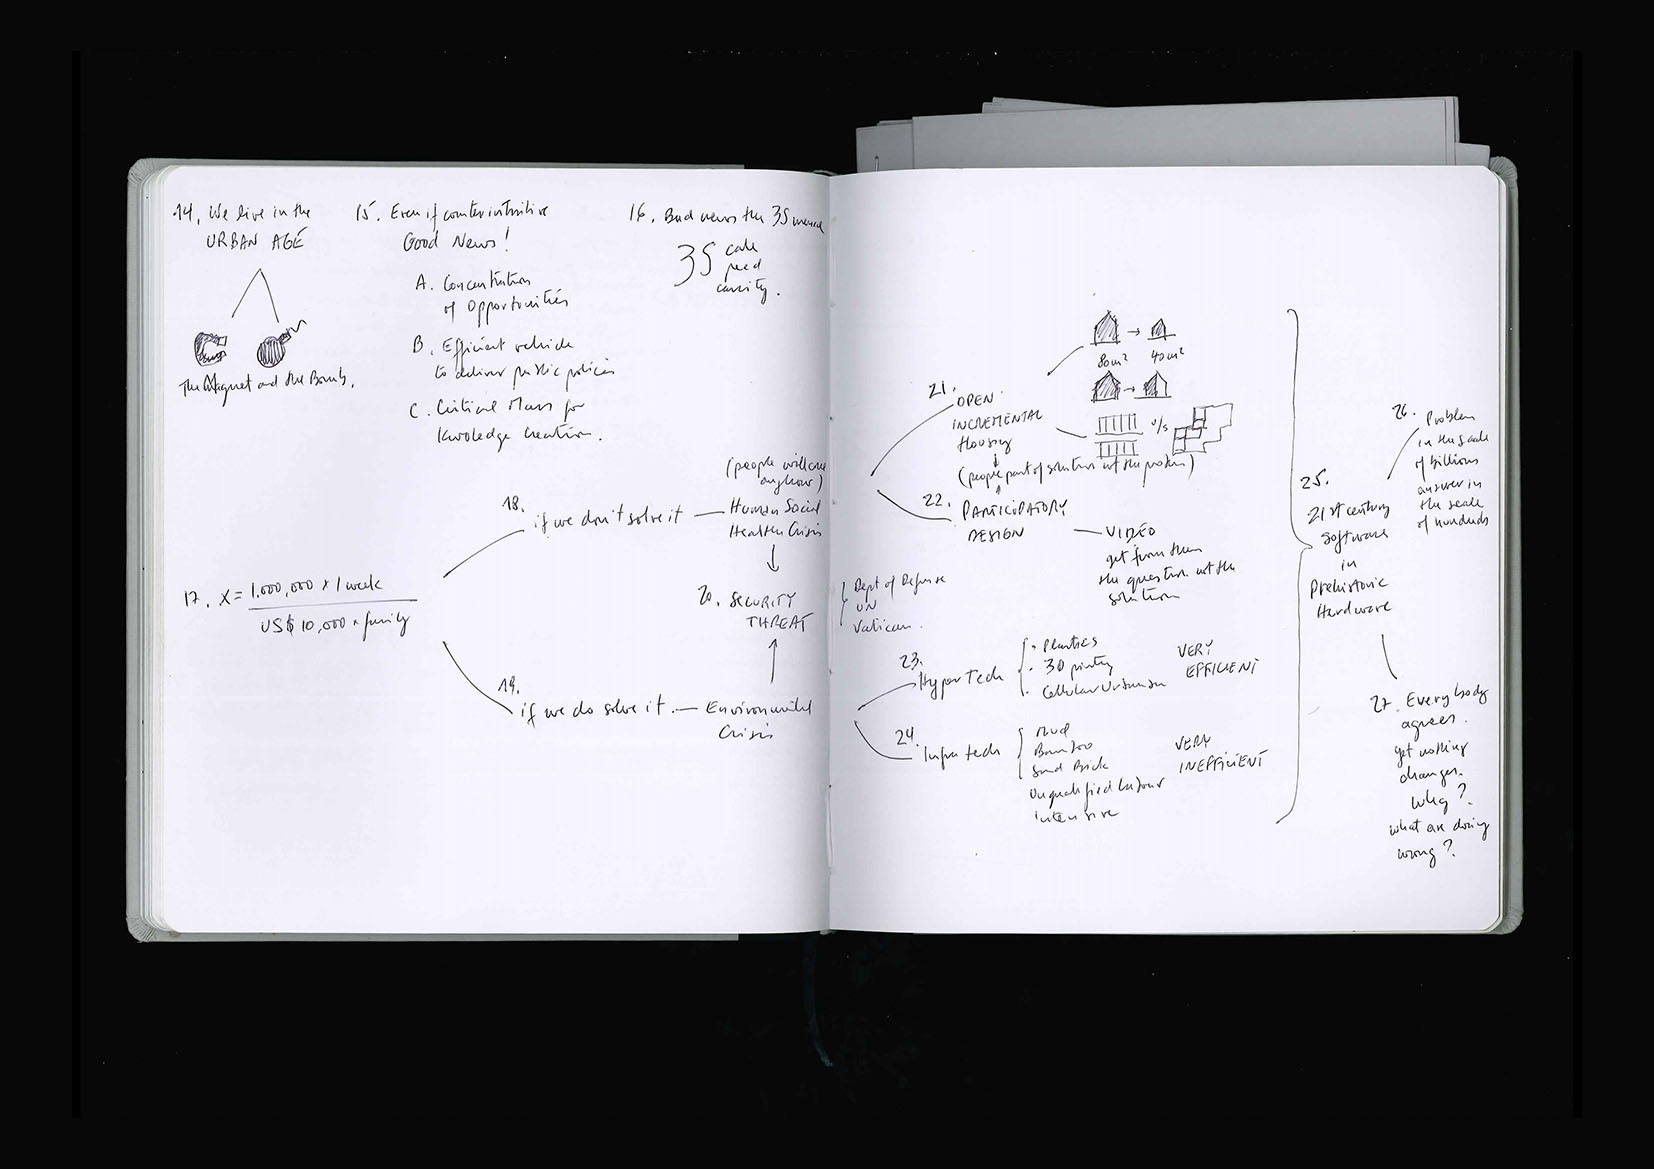 14. We live in the
URBAN AGE
The Magnet and the Bomb.
15. Even if counterintuitive
Good News!
A. Concentration
of Opportunities
B. Efficient vehicle
to deliver public policies
C. Critical Mass for
Knowledge Creation.
16. Bad news the 3S menace
3S cale
peed
carcity.
17. X = 1.000,000 x 1 week
US$ 10,000 x family
18. if we don't solve it
(people will come
anyhow)
Human Social
Health Crisis
19. if we do solve it.
Environmental
Crisis
20. SECURITY
THREAT
Dept of Defense
UN
Vatican.
21.
OPEN
INCREMENTAL
Housing
80m² 40m²
v/s
(people part of solution not the problem)
22. PARTICIPATORY
DESIGN
VIDEO
get from them
the question not the
solution
23.
Hyper Tech
· Plastics
· 3D printing
· Cellular Urbanism
VERY
EFFICIENT
24.
Infra tech
Mud
Bamboo
Sand Brick
Unqualified Labour
intensive
VERY
INEFFICIENT
25.
21st century
Software
in
Prehistoric
Hardware
26. Problem
in the scale
of billions
answer in
the scale
of hundreds
27. Everybody
agrees.
yet nothing
changes.
Why?
what are doing
wrong?